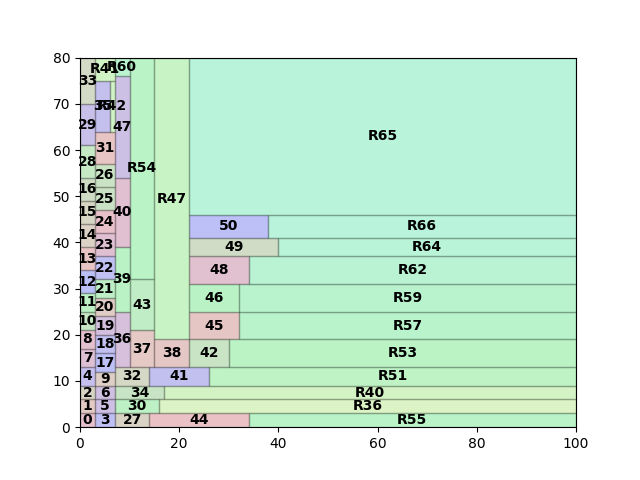 80
70
60
50
40
30
20
10
0
R41 R60
33
R42
29 47 R65
31
28 R54
26
16 25 R47
15 40
24 50 R66
14 23 49 R64
13 22 48 R62
12 39
11 21 43 46 R59
20
10 19 45 R57
8 18 36 37 38 42 R53
7 17
4 9 32 41 R51
2 6 34 R40
1 5 30 R36
0 3 27 44 R55
0 20 40 60 80 100